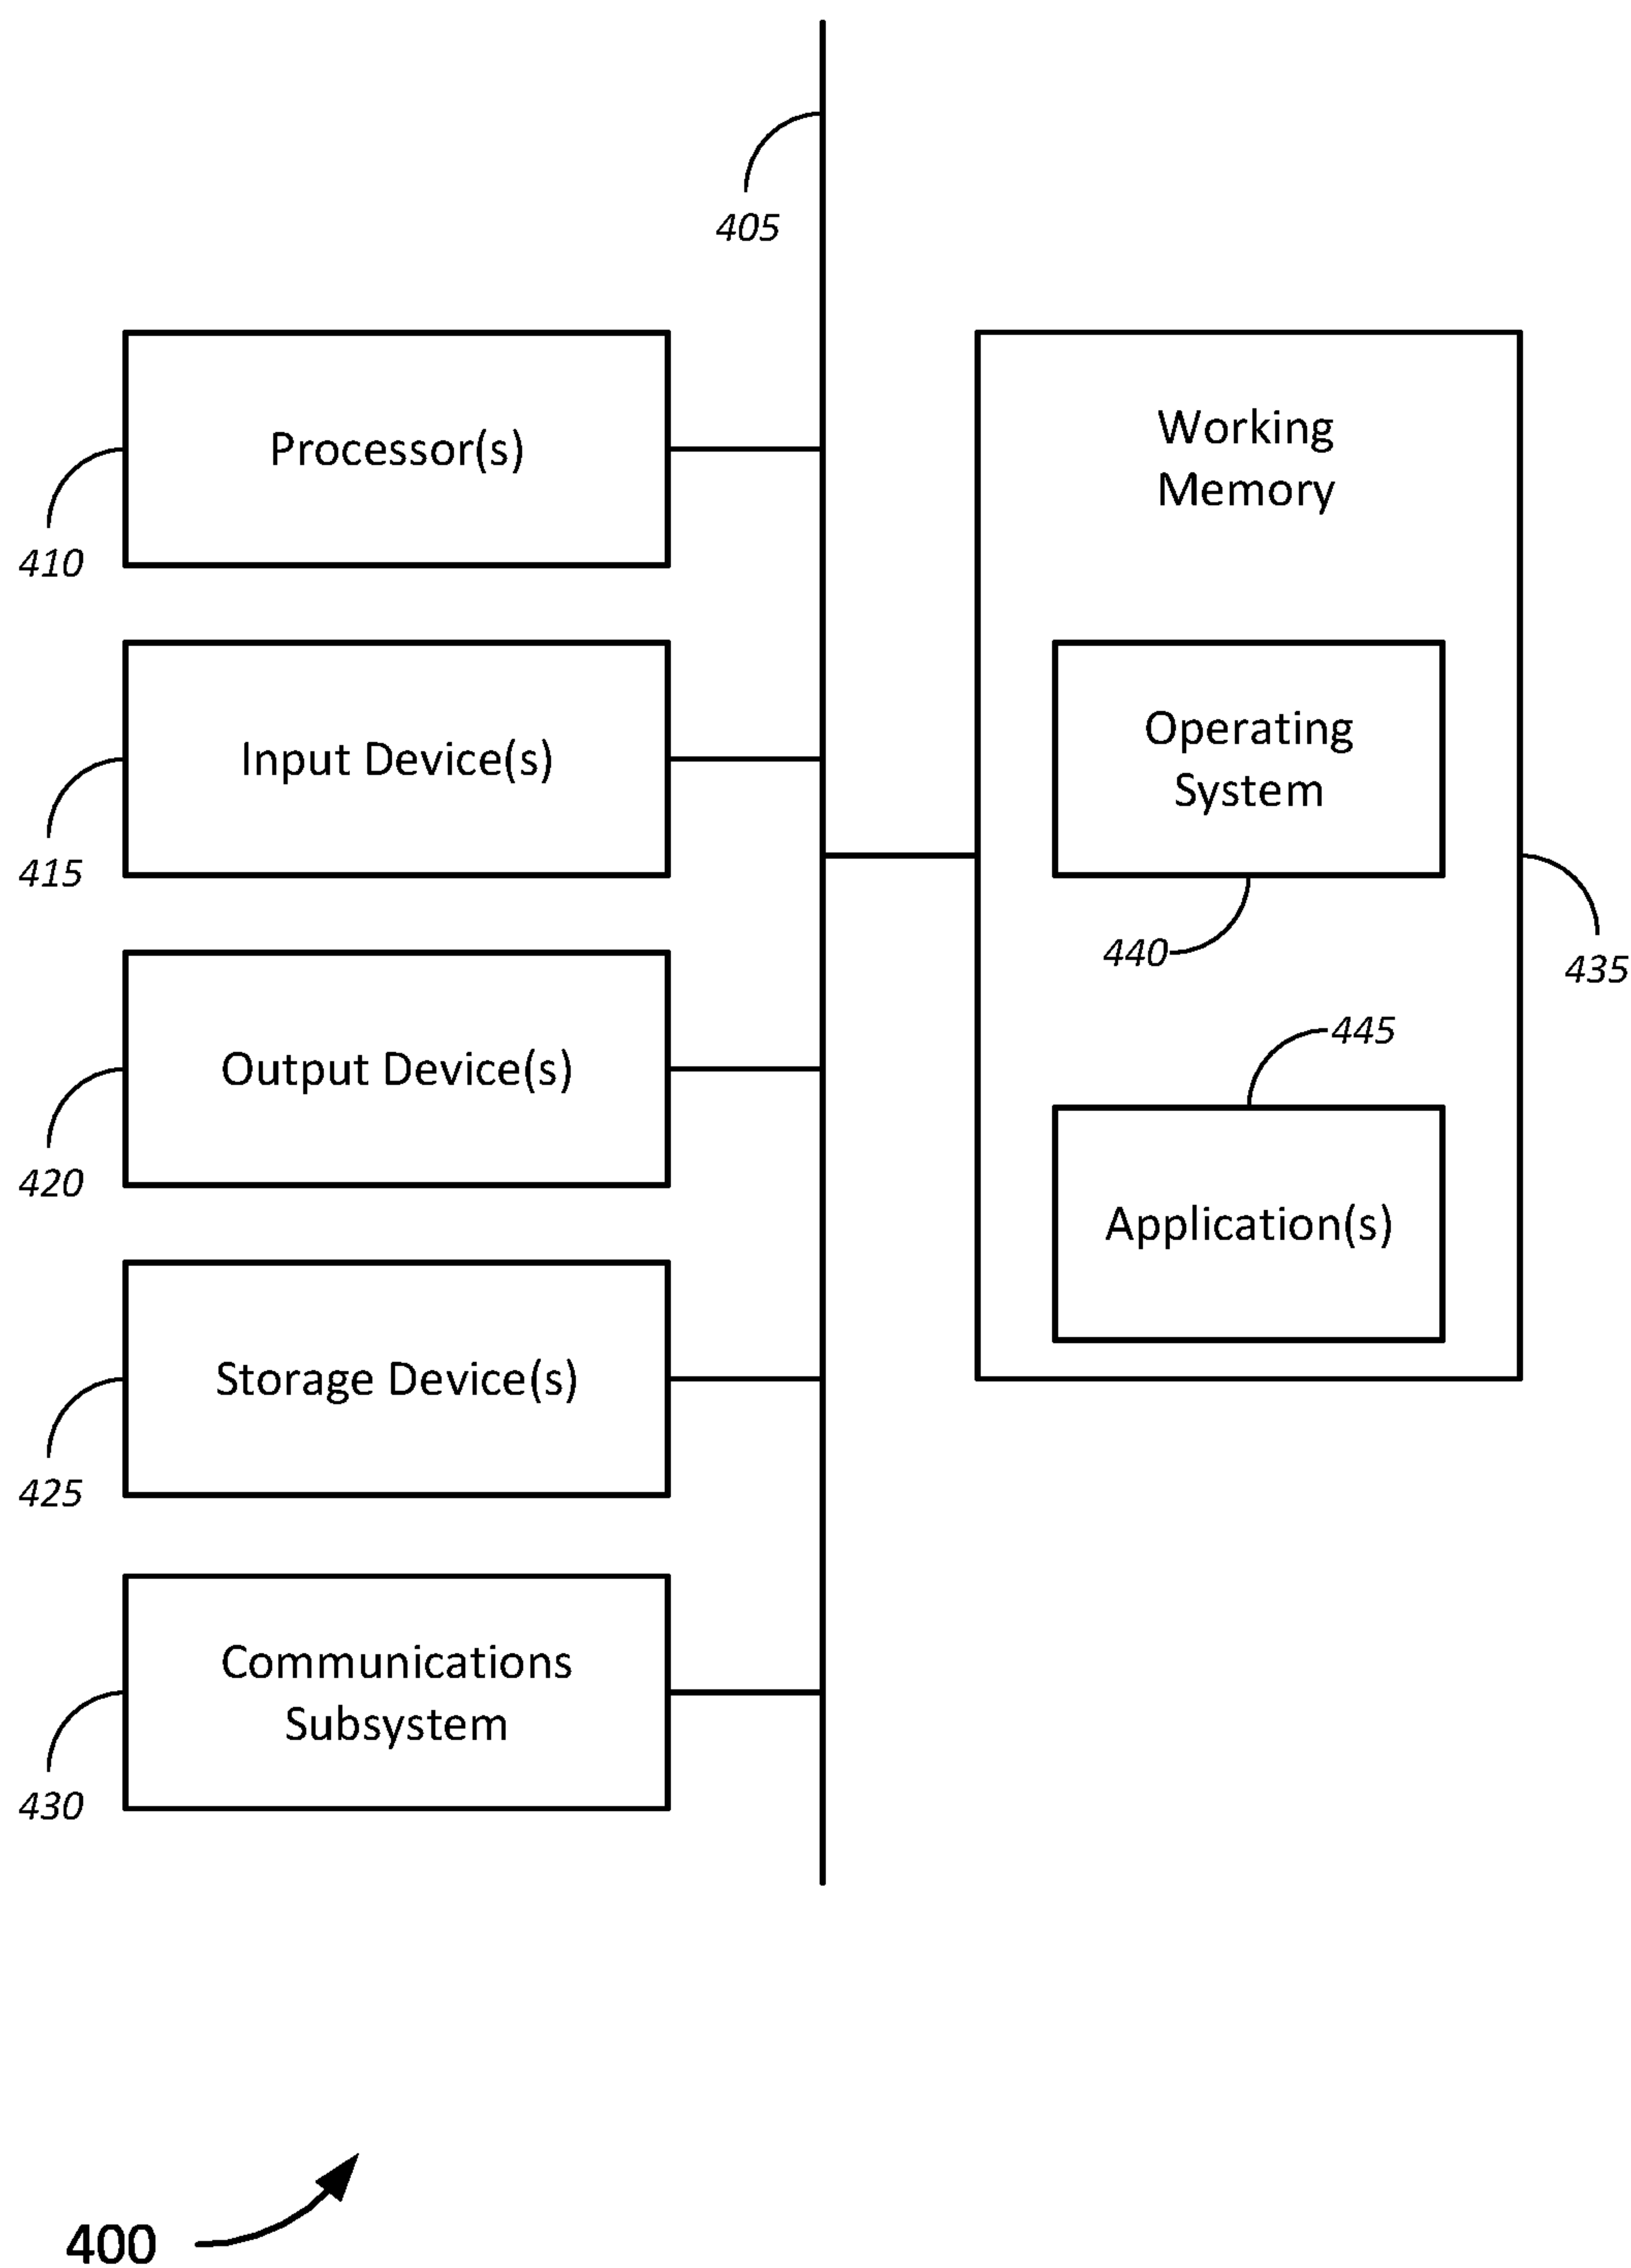 405
Processor(s)
410
Input Device(s)
415
Output Device(s)
420
Storage Device(s)
425
Communications
Subsystem
430
Working
Memory
Operating
System
440
435
445
Application(s)
400